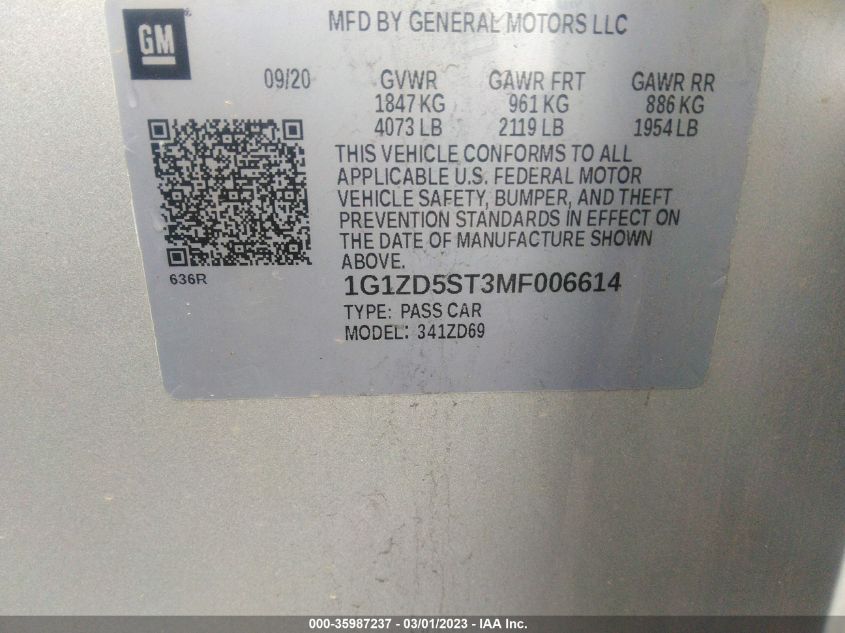 GM
MFD BY GENERAL MOTORS LLC
09/20 GVWR GAWR FRT GAWR RR
1847 KG 961 KG 886 KG
4073 LB 2119 LB 1954 LB
THIS VEHICLE CONFORMS TO ALL
APPLICABLE U.S. FEDERAL MOTOR
VEHICLE SAFETY, BUMPER, AND THEFT
PREVENTION STANDARDS IN EFFECT ON
THE DATE OF MANUFACTURE SHOWN
ABOVE.
636R
1G1ZD5ST3MF006614
TYPE: PASS CAR
MODEL: 341ZD69
000-35987237 - 03/01/2023 - IAA Inc.